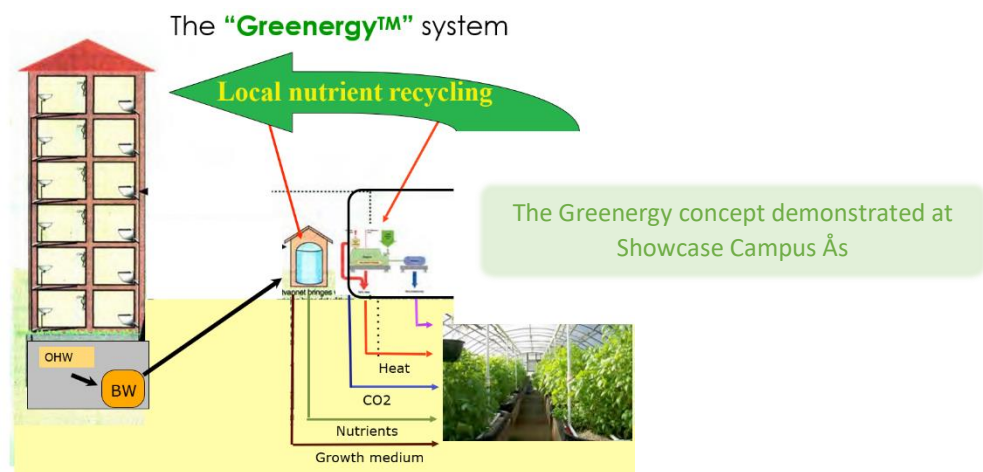 The “Greenergy™” system
Local nutrient recycling
The Greenergy concept demonstrated at
Showcase Campus Ås
OHW
BW
Heat
CO2
Nutrients
Growth medium